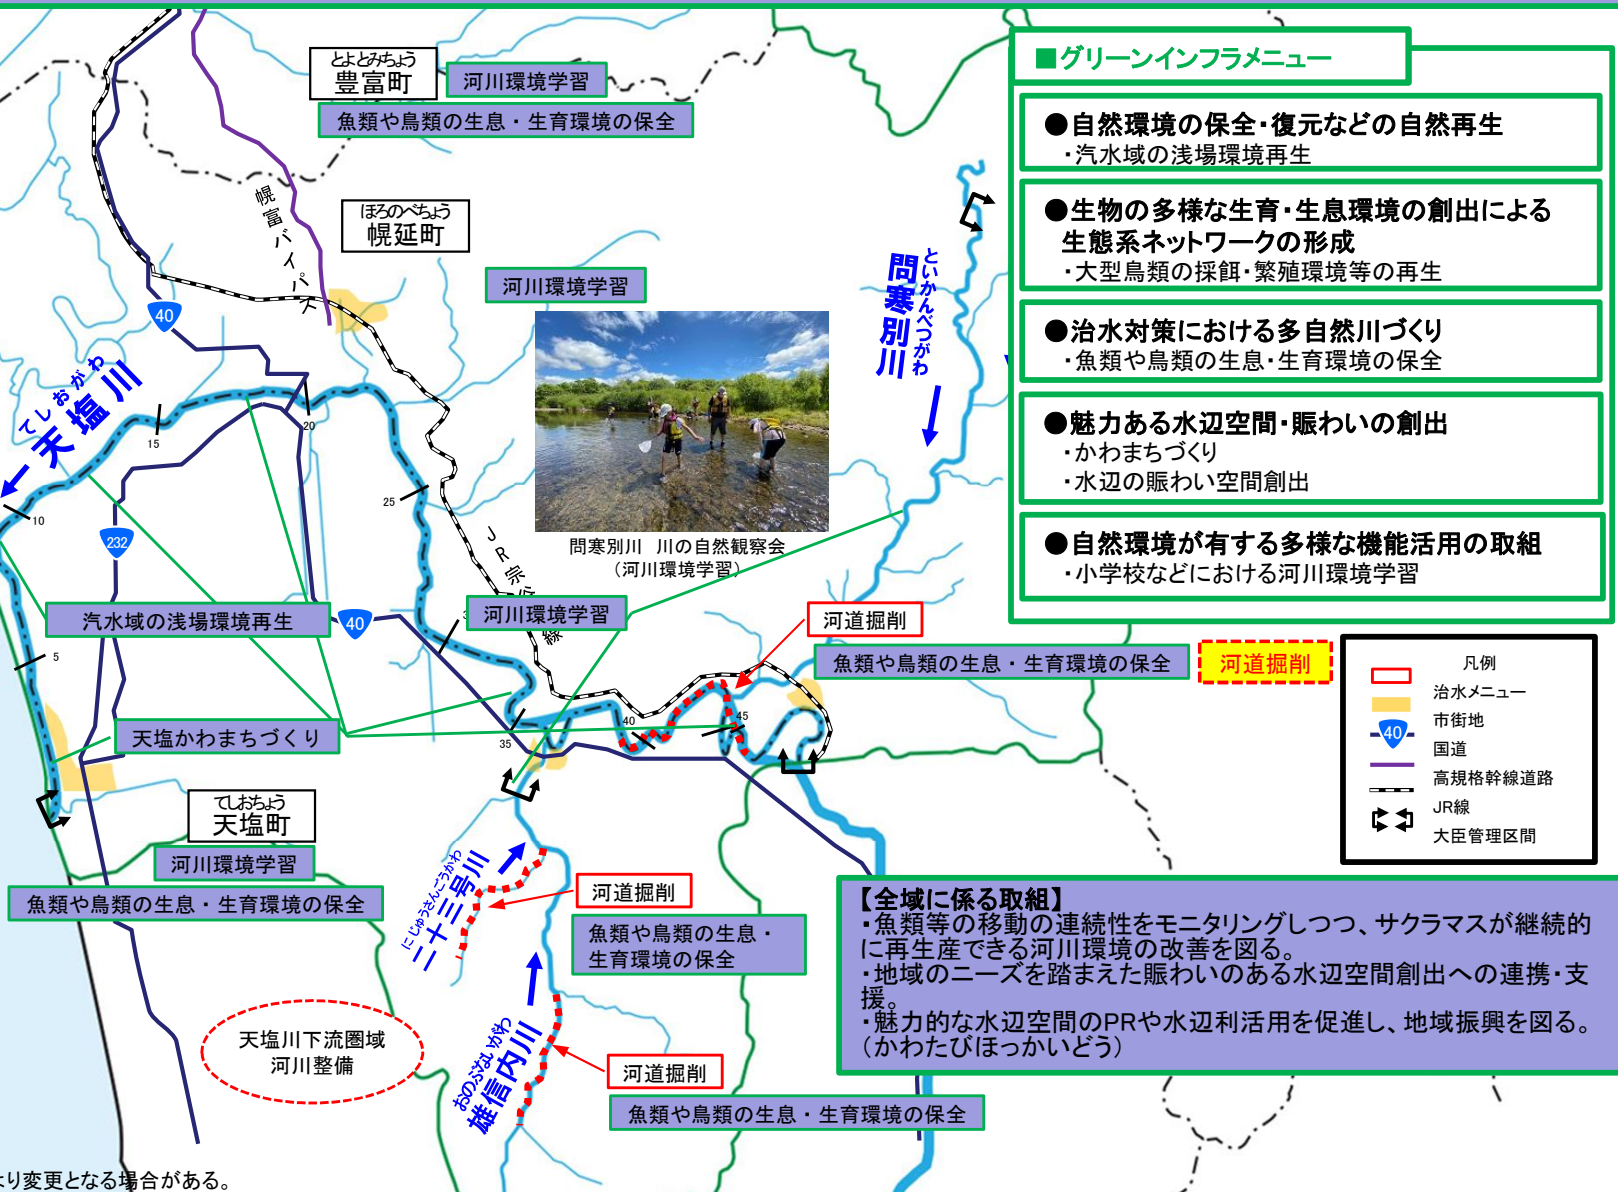 とよとみちょう
豊富町
河川環境学習
魚類や鳥類の生息・生育環境の保全
幌富バイパス
ほろのべちょう
幌延町
河川環境学習
問寒別川 川の自然観察会
(河川環境学習)
といかんべつがわ
問寒別川
てしおがわ
天塩川
40
15
20
10
25
232
5
40
JR宗谷線
35
40
45
汽水域の浅場環境再生
河川環境学習
天塩かわまちづくり
河道掘削
魚類や鳥類の生息・生育環境の保全
河道掘削
てしおちょう
天塩町
河川環境学習
魚類や鳥類の生息・生育環境の保全
にじゅうさんごうかわ
二十三号川
河道掘削
魚類や鳥類の生息・
生育環境の保全
おのぶないがわ
雄信内川
河道掘削
魚類や鳥類の生息・生育環境の保全
天塩川下流圏域
河川整備
より変更となる場合がある。
■グリーンインフラメニュー
●自然環境の保全・復元などの自然再生
・汽水域の浅場環境再生
●生物の多様な生育・生息環境の創出による
生態系ネットワークの形成
・大型鳥類の採餌・繁殖環境等の再生
●治水対策における多自然川づくり
・魚類や鳥類の生息・生育環境の保全
●魅力ある水辺空間・賑わいの創出
・かわまちづくり
・水辺の賑わい空間創出
●自然環境が有する多様な機能活用の取組
・小学校などにおける河川環境学習
凡例
治水メニュー
市街地
40
国道
高規格幹線道路
JR線
大臣管理区間
【全域に係る取組】
・魚類等の移動の連続性をモニタリングしつつ、サクラマスが継続的
に再生産できる河川環境の改善を図る。
・地域のニーズを踏まえた賑わいのある水辺空間創出への連携・支
援。
・魅力的な水辺空間のPRや水辺利活用を促進し、地域振興を図る。
(かわたびほっかいどう)